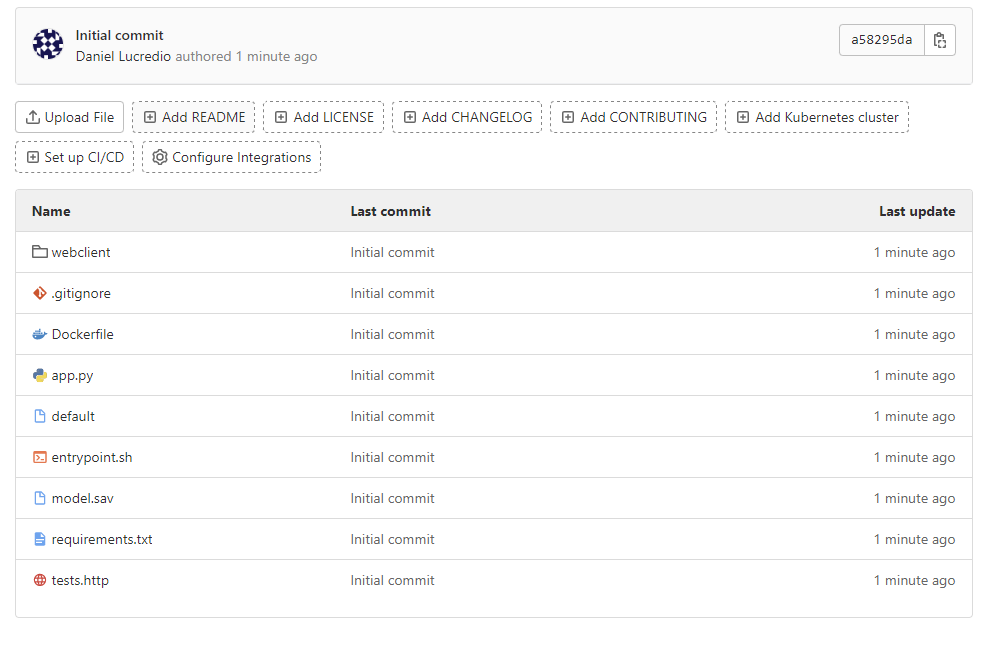 Initial commit
Daniel Lucredio authored 1 minute ago
a58295da
Upload File Add README Add LICENSE Add CHANGELOG Add CONTRIBUTING Add Kubernetes cluster
Set up CI/CD Configure Integrations
Name Last commit Last update
webclient Initial commit 1 minute ago
.gitignore Initial commit 1 minute ago
Dockerfile Initial commit 1 minute ago
app.py Initial commit 1 minute ago
default Initial commit 1 minute ago
entrypoint.sh Initial commit 1 minute ago
model.sav Initial commit 1 minute ago
requirements.txt Initial commit 1 minute ago
tests.http Initial commit 1 minute ago